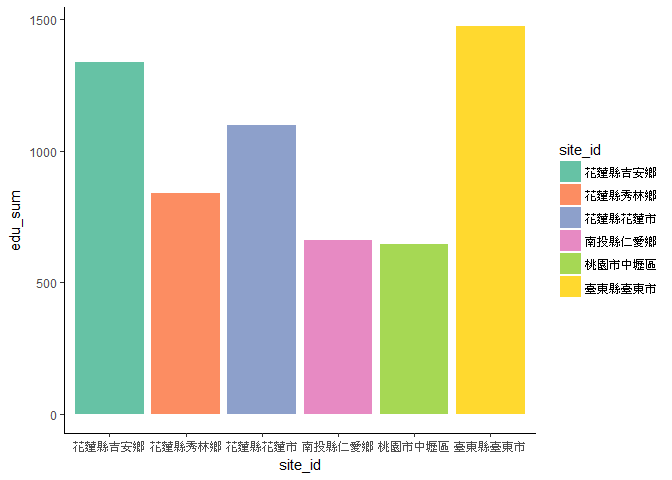 1500
1000
500
0
edu_sum
花蓮縣吉安鄉 花蓮縣秀林鄉 花蓮縣花蓮市 南投縣仁愛鄉 桃園市中壢區 臺東縣臺東市
site_id
site_id
花蓮縣吉安鄉
花蓮縣秀林鄉
花蓮縣花蓮市
南投縣仁愛鄉
桃園市中壢區
臺東縣臺東市